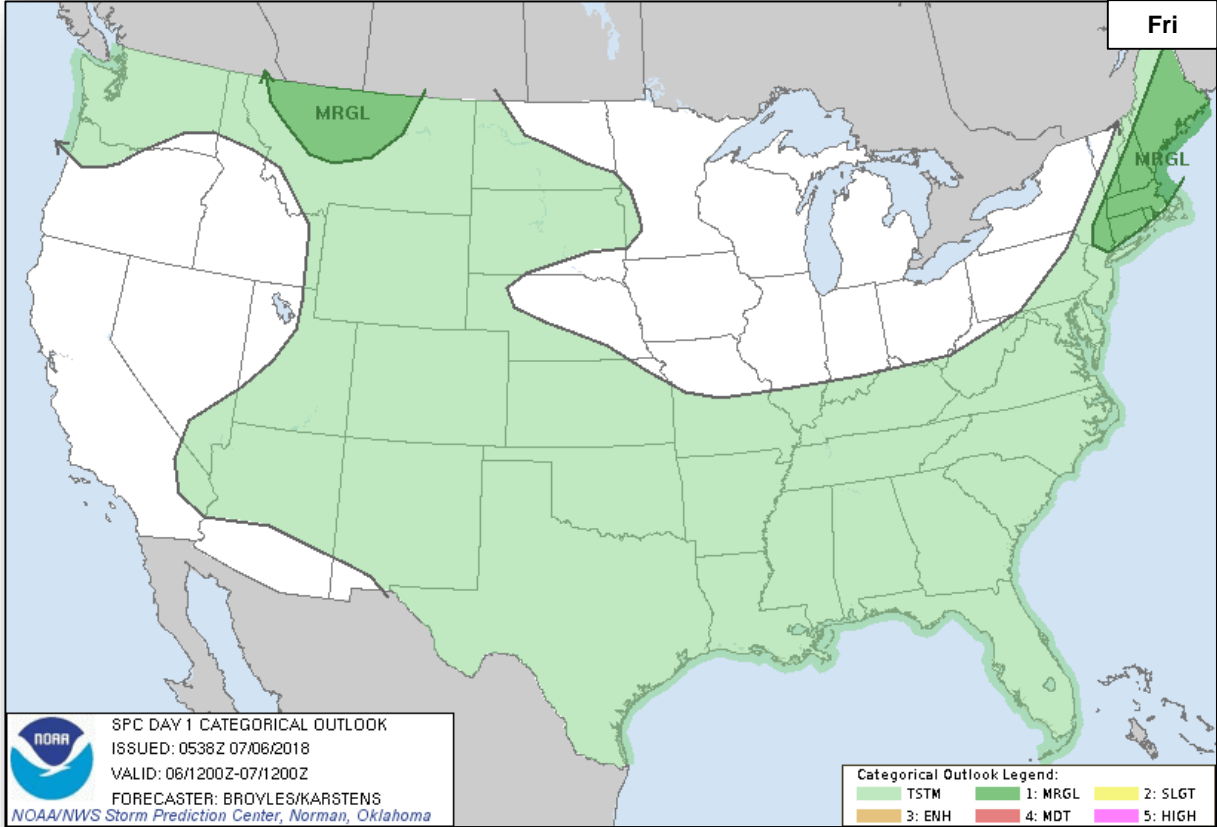 Fri
MRGL
MRGL
SPC DAY 1 CATEGORICAL OUTLOOK
ISSUED: 0538Z 07/06/2018
VALID: 06/1200Z-07/1200Z
FORECASTER: BROYLES/KARSTENS
NOAA/NWS Storm Prediction Center, Norman, Oklahoma
NOAA
Categorical Outlook Legend:
TSTM 1: MRGL 2: SLGT
3: ENH 4: MDT 5: HIGH